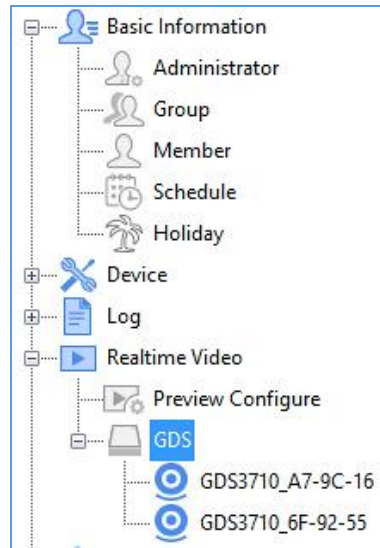 Basic Information
Administrator
Group
Member
Schedule
Holiday
Device
Log
Realtime Video
Preview Configure
GDS
GDS3710_A7-9C-16
GDS3710_6F-92-55